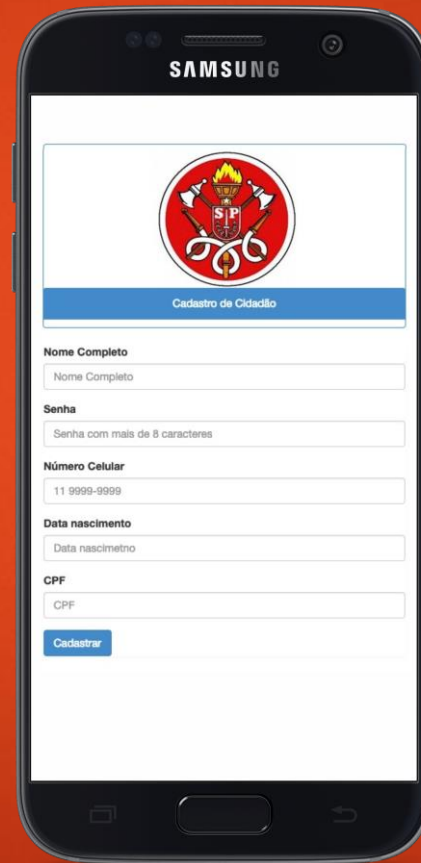 SAMSUNG
S P
Cadastro de Cidadão
Nome Completo
Nome Completo
Senha
Senha com mais de 8 caracteres
Número Celular
11 9999-9999
Data nascimento
Data nascimetno
CPF
CPF
Cadastrar